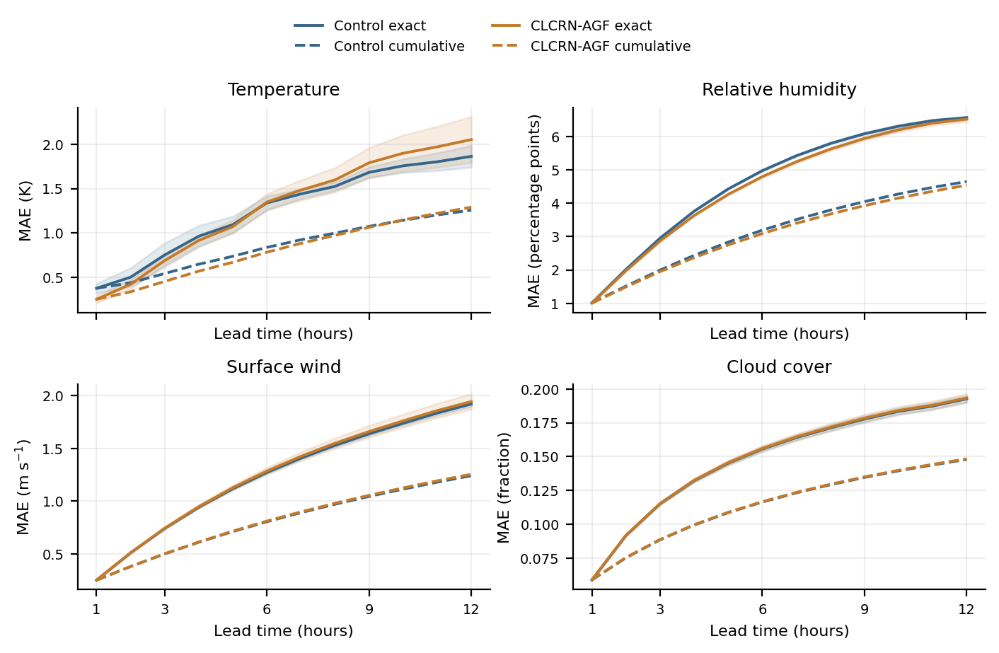 Control exact
Control cumulative
CLCRN-AGF exact
CLCRN-AGF cumulative
Temperature
MAE (K)
2.0
1.5
1.0
0.5
Lead time (hours)
Relative humidity
MAE (percentage points)
6
5
4
3
2
1
Lead time (hours)
Surface wind
MAE (m s⁻¹)
2.0
1.5
1.0
0.5
1 3 6 9 12
Lead time (hours)
Cloud cover
MAE (fraction)
0.200
0.175
0.150
0.125
0.100
0.075
1 3 6 9 12
Lead time (hours)